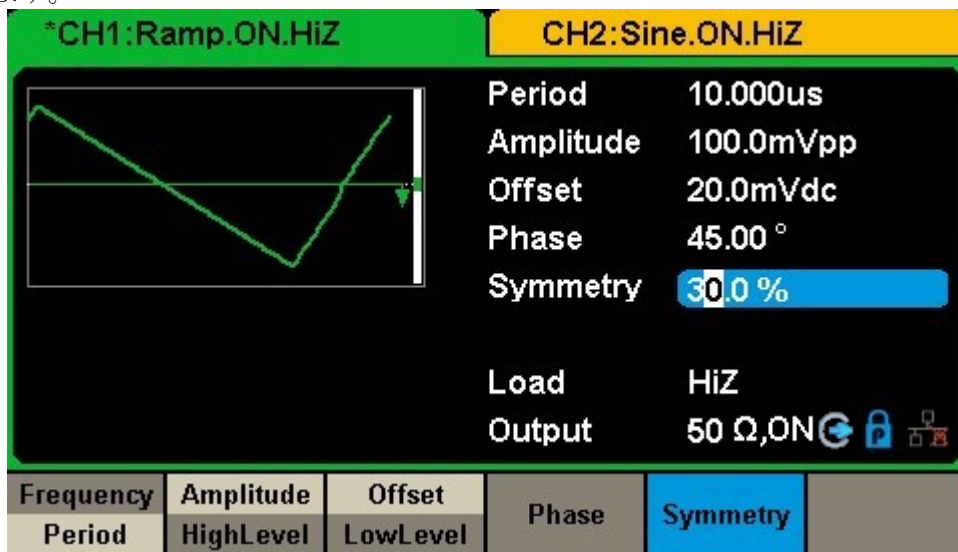 *CH1:Ramp.ON.HiZ
CH2:Sine.ON.HiZ
Period 10.000us
Amplitude 100.0mVpp
Offset 20.0mVdc
Phase 45.00 °
Symmetry 30.0 %
Load HiZ
Output 50 Ω,ON
P
Frequency Amplitude Offset Phase Symmetry
Period HighLevel LowLevel